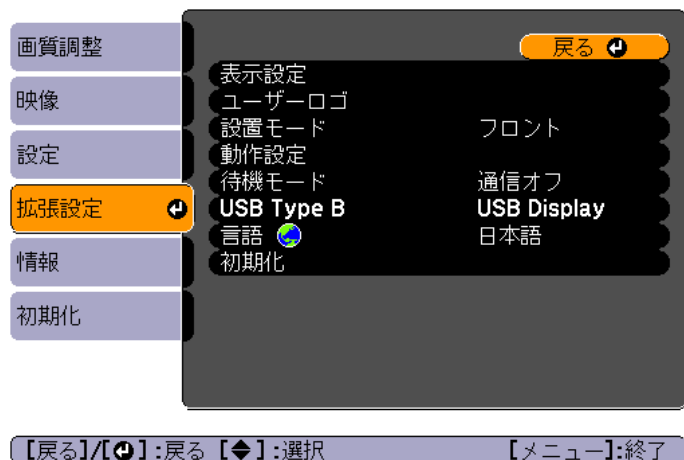 画質調整
映像
設定
拡張設定
情報
初期化
戻る
表示設定
ユーザーロゴ
設置モード フロント
動作設定
待機モード 通信オフ
USB Type B USB Display
言語 日本語
初期化
[戻る]/[ ]:戻る [ ]:選択 [メニュー]:終了